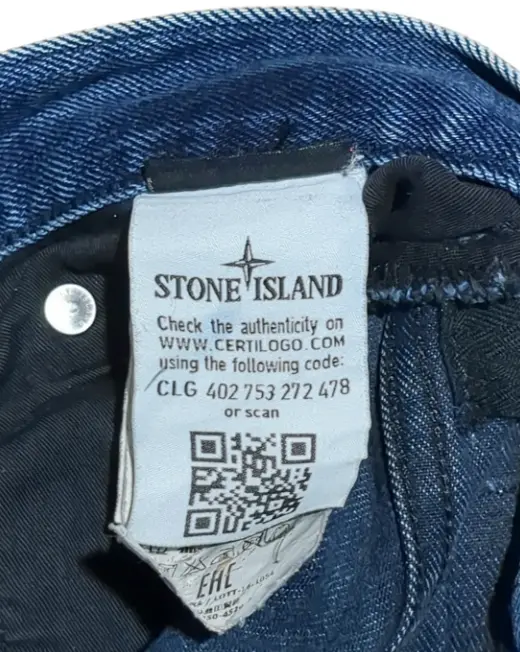 STONE ISLAND
Check the authenticity on
WWW.CERTILOGO.COM
using the following code:
CLG 402 753 272 478
or scan
EAC